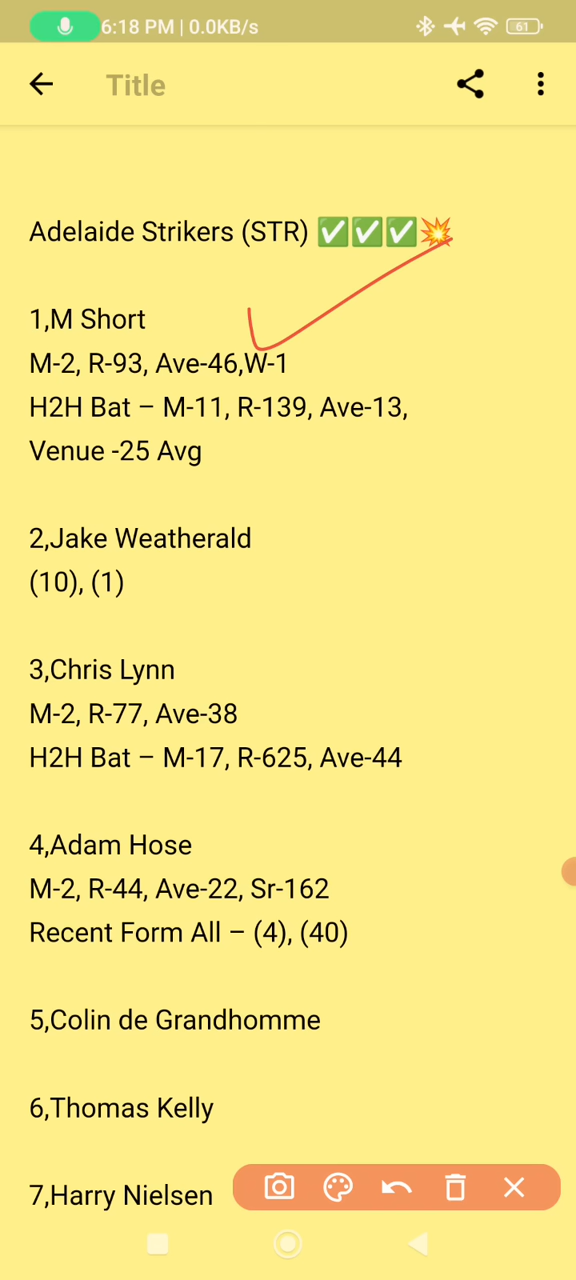 6:18 PM | 0.0KB/s
61
Title
Adelaide Strikers (STR) ✅✅✅💥
1,M Short
M-2, R-93, Ave-46,W-1
H2H Bat – M-11, R-139, Ave-13,
Venue -25 Avg
2,Jake Weatherald
(10), (1)
3,Chris Lynn
M-2, R-77, Ave-38
H2H Bat – M-17, R-625, Ave-44
4,Adam Hose
M-2, R-44, Ave-22, Sr-162
Recent Form All – (4), (40)
5,Colin de Grandhomme
6,Thomas Kelly
7,Harry Nielsen